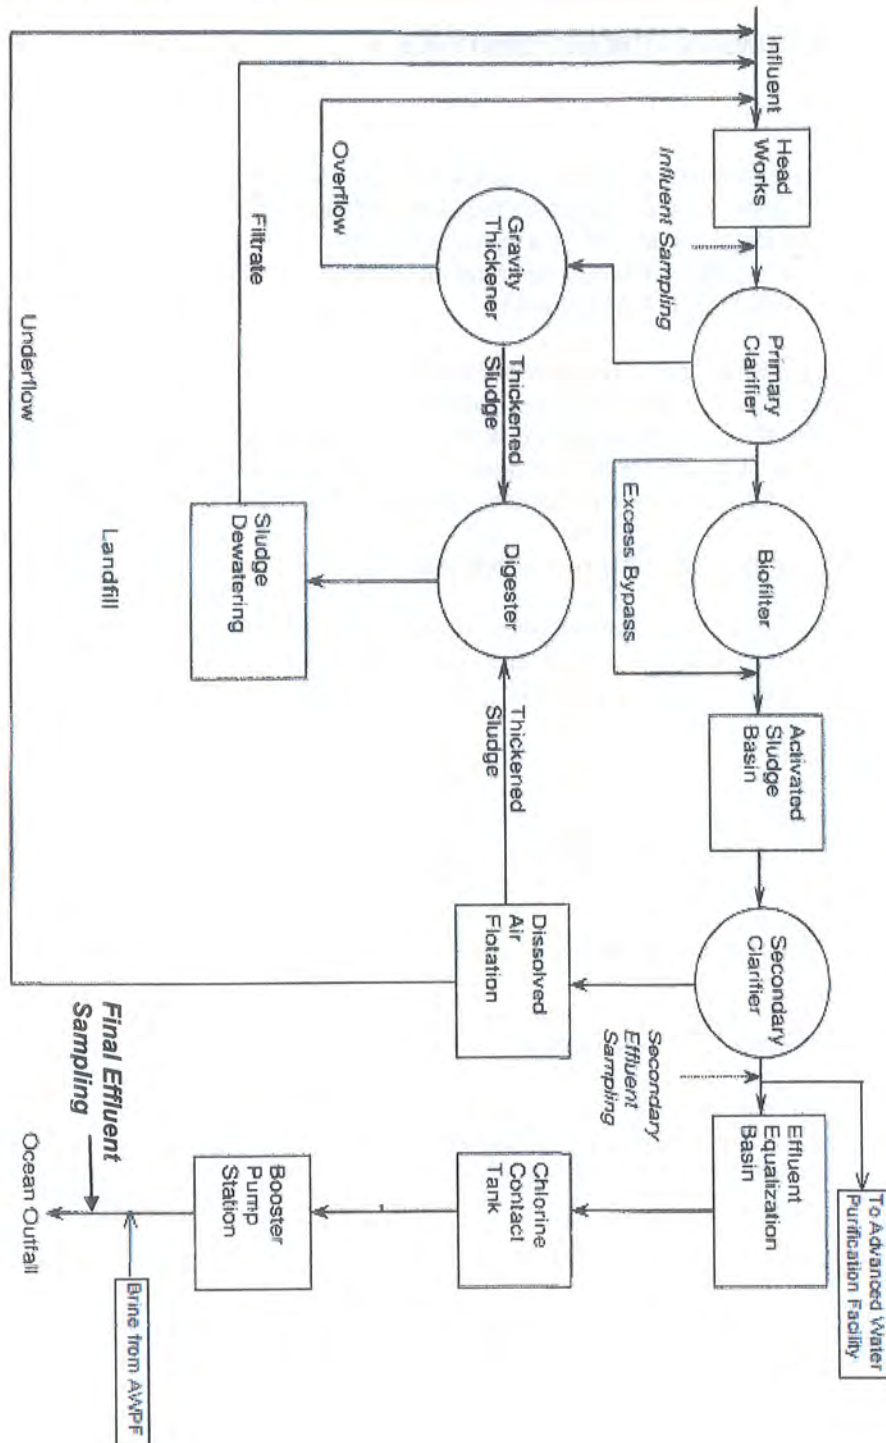 Influent
Head
Works
Influent Sampling
Primary
Clarifier
Biofilter
Excess Bypass
Activated
Sludge
Basin
Secondary
Clarifier
Secondary
Effluent
Sampling
Effluent
Equalization
Basin
To Advanced Water
Purification Facility
Overflow
Gravity
Thickener
Thickened
Sludge
Digester
Thickened
Sludge
Dissolved
Air
Flotation
Chlorine
Contact
Tank
Filtrate
Sludge
Dewatering
Booster
Pump
Station
Landfill
Final Effluent
Sampling
Brine from AWPF
Underflow
Ocean Outfall